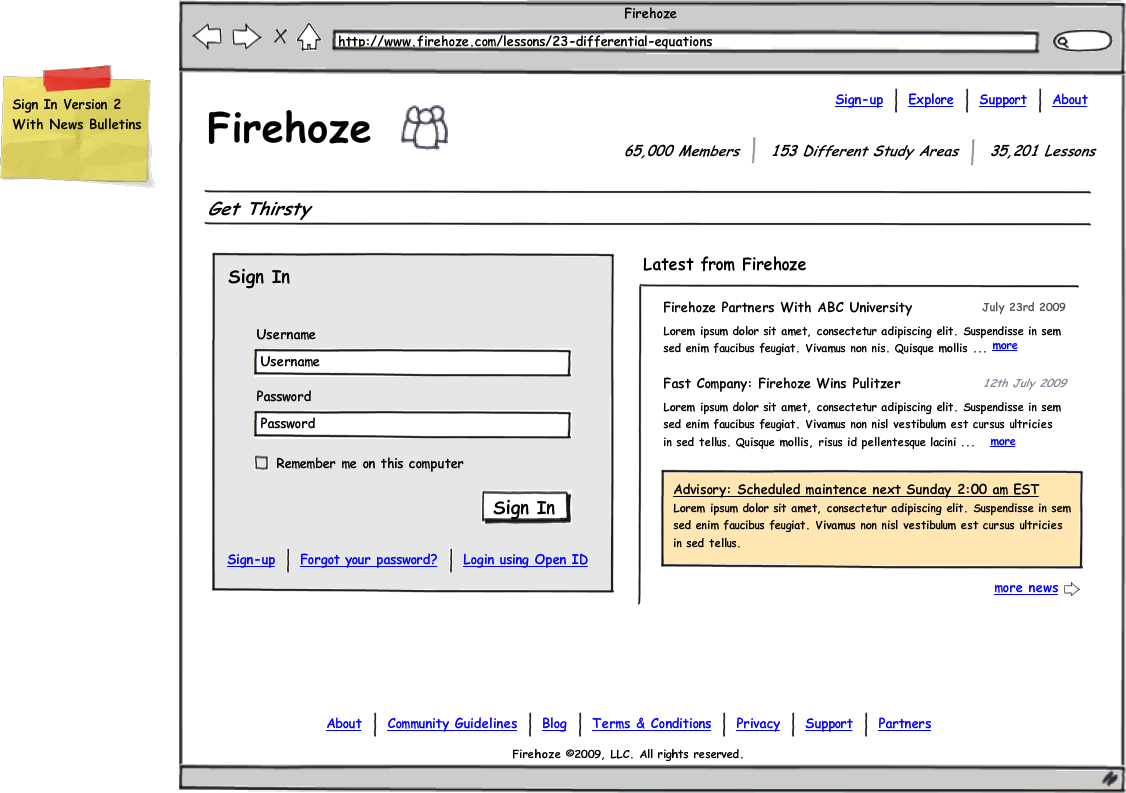 Firehoze
http://www.firehoze.com/lessons/23-differential-equations
Sign In Version 2
With News Bulletins
Sign-up Explore Support About
Firehoze
65,000 Members 153 Different Study Areas 35,201 Lessons
Get Thirsty
Sign In
Username
Username
Password
Password
Remember me on this computer
Sign In
Sign-up Forgot your password? Login using Open ID
Latest from Firehoze
Firehoze Partners With ABC University July 23rd 2009
Lorem ipsum dolor sit amet, consectetur adipiscing elit. Suspendisse in sem
sed enim faucibus feugiat. Vivamus non nis. Quisque mollis ... more
Fast Company: Firehoze Wins Pulitzer 12th July 2009
Lorem ipsum dolor sit amet, consectetur adipiscing elit. Suspendisse in sem
sed enim faucibus feugiat. Vivamus non nisl vestibulum est cursus ultricies
in sed tellus. Quisque mollis, risus id pellentesque lacini ... more
Advisory: Scheduled maintence next Sunday 2:00 am EST
Lorem ipsum dolor sit amet, consectetur adipiscing elit. Suspendisse in sem
sed enim faucibus feugiat. Vivamus non nisl vestibulum est cursus ultricies
in sed tellus.
more news
About Community Guidelines Blog Terms & Conditions Privacy Support Partners
Firehoze ©2009, LLC. All rights reserved.